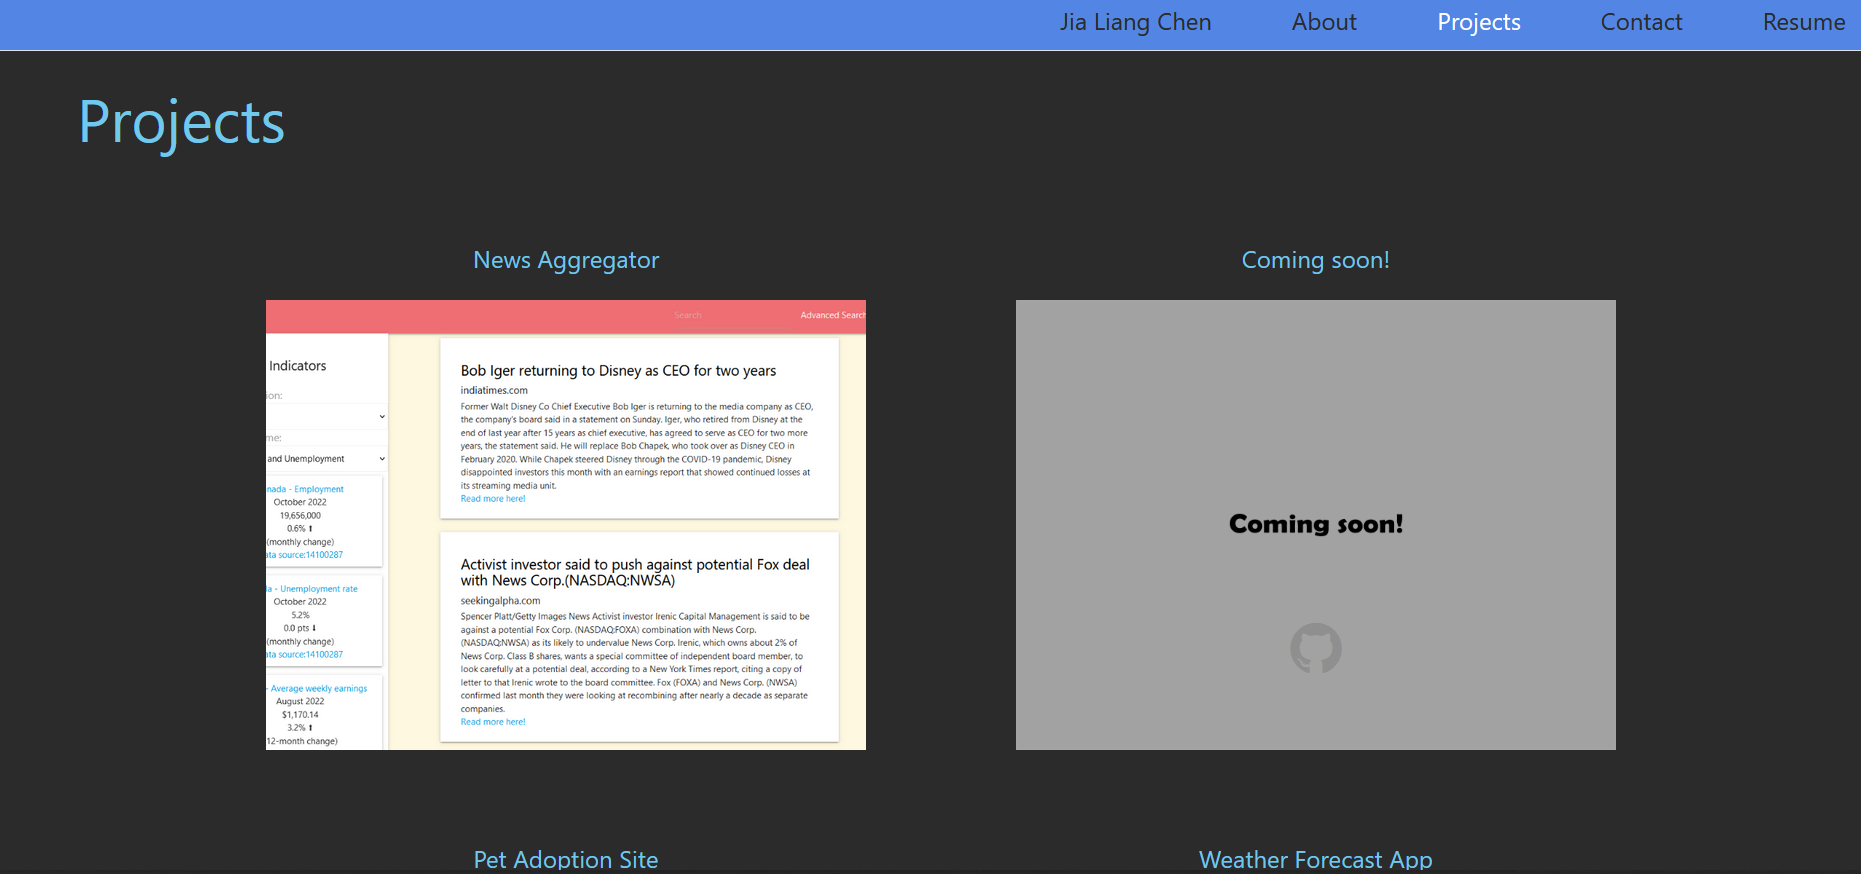 Jia Liang Chen About Projects Contact Resume
Projects
News Aggregator
Coming soon!
Search
Advanced Search
Indicators
and Unemployment
- Employment
October 2022
19,656,000
0.6% ⬆
(monthly change)
source:14100287
- Unemployment rate
October 2022
5.2%
0.0 pts ⬇
(monthly change)
source:14100287
- Average weekly earnings
August 2022
$1,170.14
3.2% ⬆
12-month change)
Bob Iger returning to Disney as CEO for two years
indiatimes.com
Former Walt Disney Co Chief Executive Bob Iger is returning to the media company as CEO,
the company's board said in a statement on Sunday. Iger, who retired from Disney at the
end of last year after 15 years as chief executive, has agreed to serve as CEO for two more
years, the statement said. He will replace Bob Chapek, who took over as Disney CEO in
February 2020. While Chapek steered Disney through the COVID-19 pandemic, Disney
disappointed investors this month with an earnings report that showed continued losses at
its streaming media unit.
Read more here!
Activist investor said to push against potential Fox deal
with News Corp.(NASDAQ:NWSA)
seekingalpha.com
Spencer Platt/Getty Images News Activist investor Irenic Capital Management is said to be
against a potential Fox Corp. (NASDAQ:FOXA) combination with News Corp.
(NASDAQ:NWSA) as its likely to undervalue News Corp. Irenic, which owns about 2% of
News Corp. Class B shares, wants a special committee of independent board member, to
look carefully at a potential deal, according to a New York Times report, citing a copy of
letter to that Irenic wrote to the board committee. Fox (FOXA) and News Corp. (NWSA)
confirmed last month they were looking at recombining after nearly a decade as separate
companies.
Read more here!
Coming soon!
Pet Adoption Site
Weather Forecast App